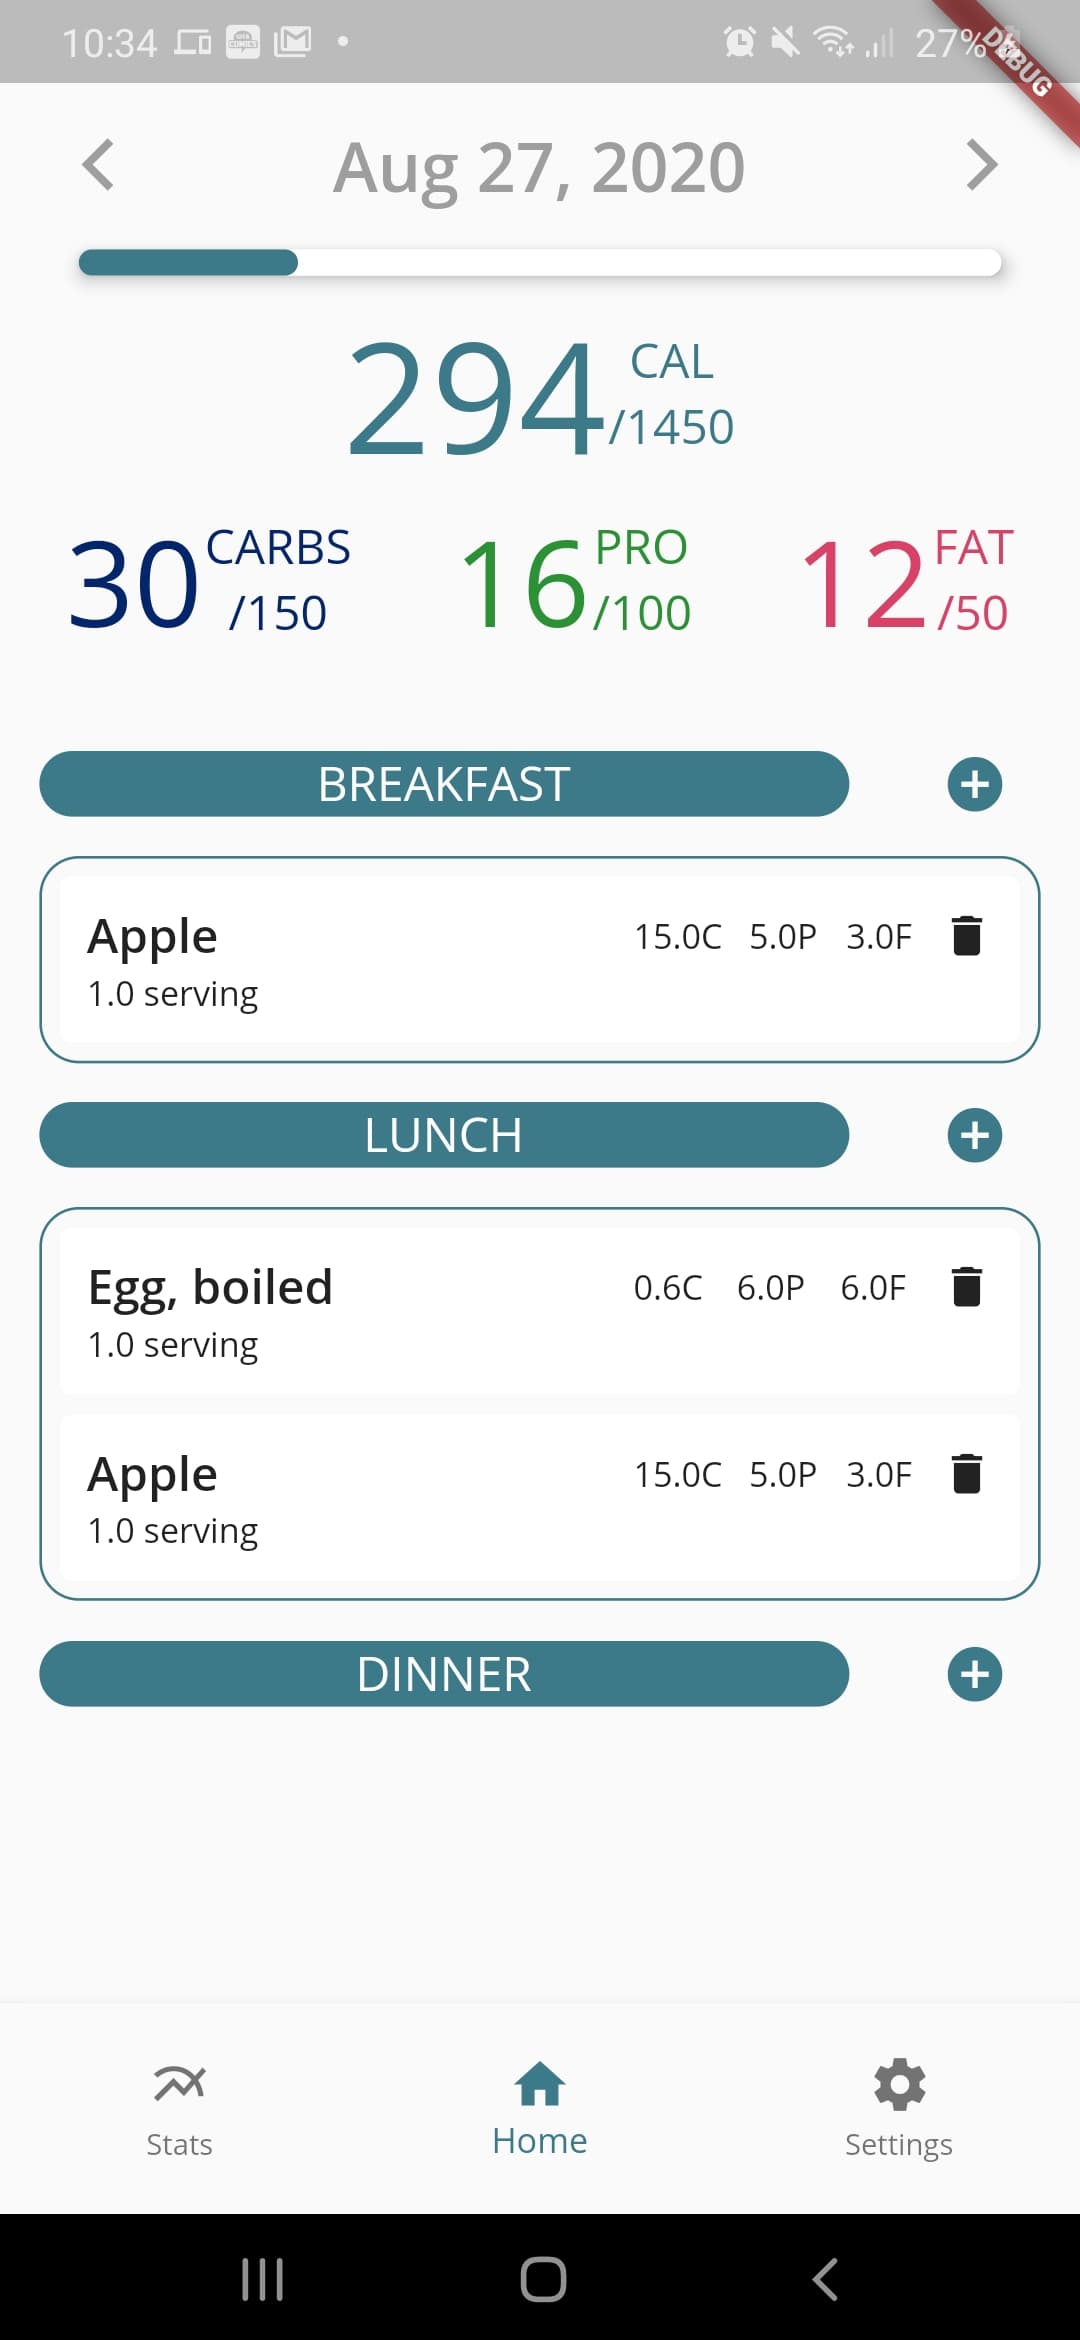 10:34
27%
DEBUG
Aug 27, 2020
294 CAL /1450
30 CARBS /150 16 PRO /100 12 FAT /50
BREAKFAST
Apple 15.0C 5.0P 3.0F
1.0 serving
LUNCH
Egg, boiled 0.6C 6.0P 6.0F
1.0 serving
Apple 15.0C 5.0P 3.0F
1.0 serving
DINNER
Stats Home Settings